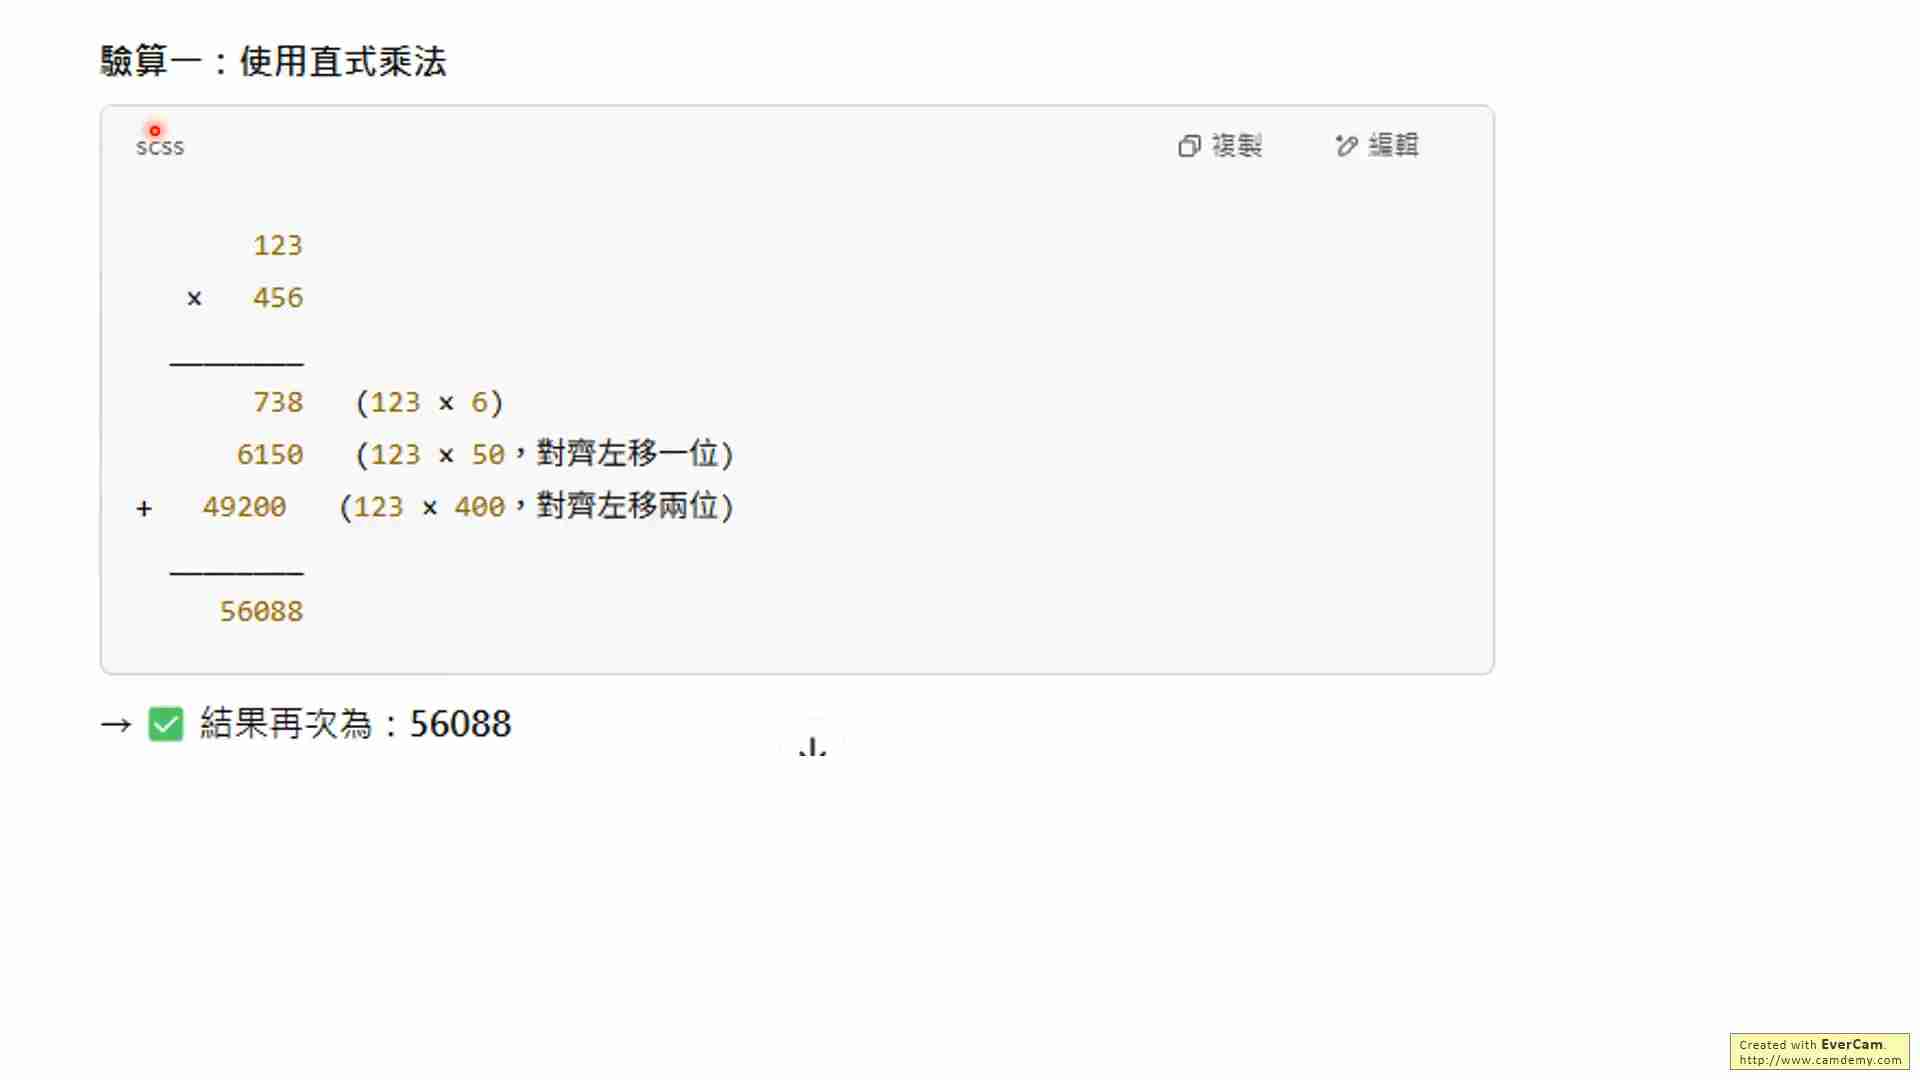 驗算一：使用直式乘法
scss
複製 編輯
123
× 456
________
738 (123 × 6)
6150 (123 × 50，對齊左移一位)
+ 49200 (123 × 400，對齊左移兩位)
________
56088
→ ✅ 結果再次為：56088
Created with EverCam.
http://www.camdemy.com